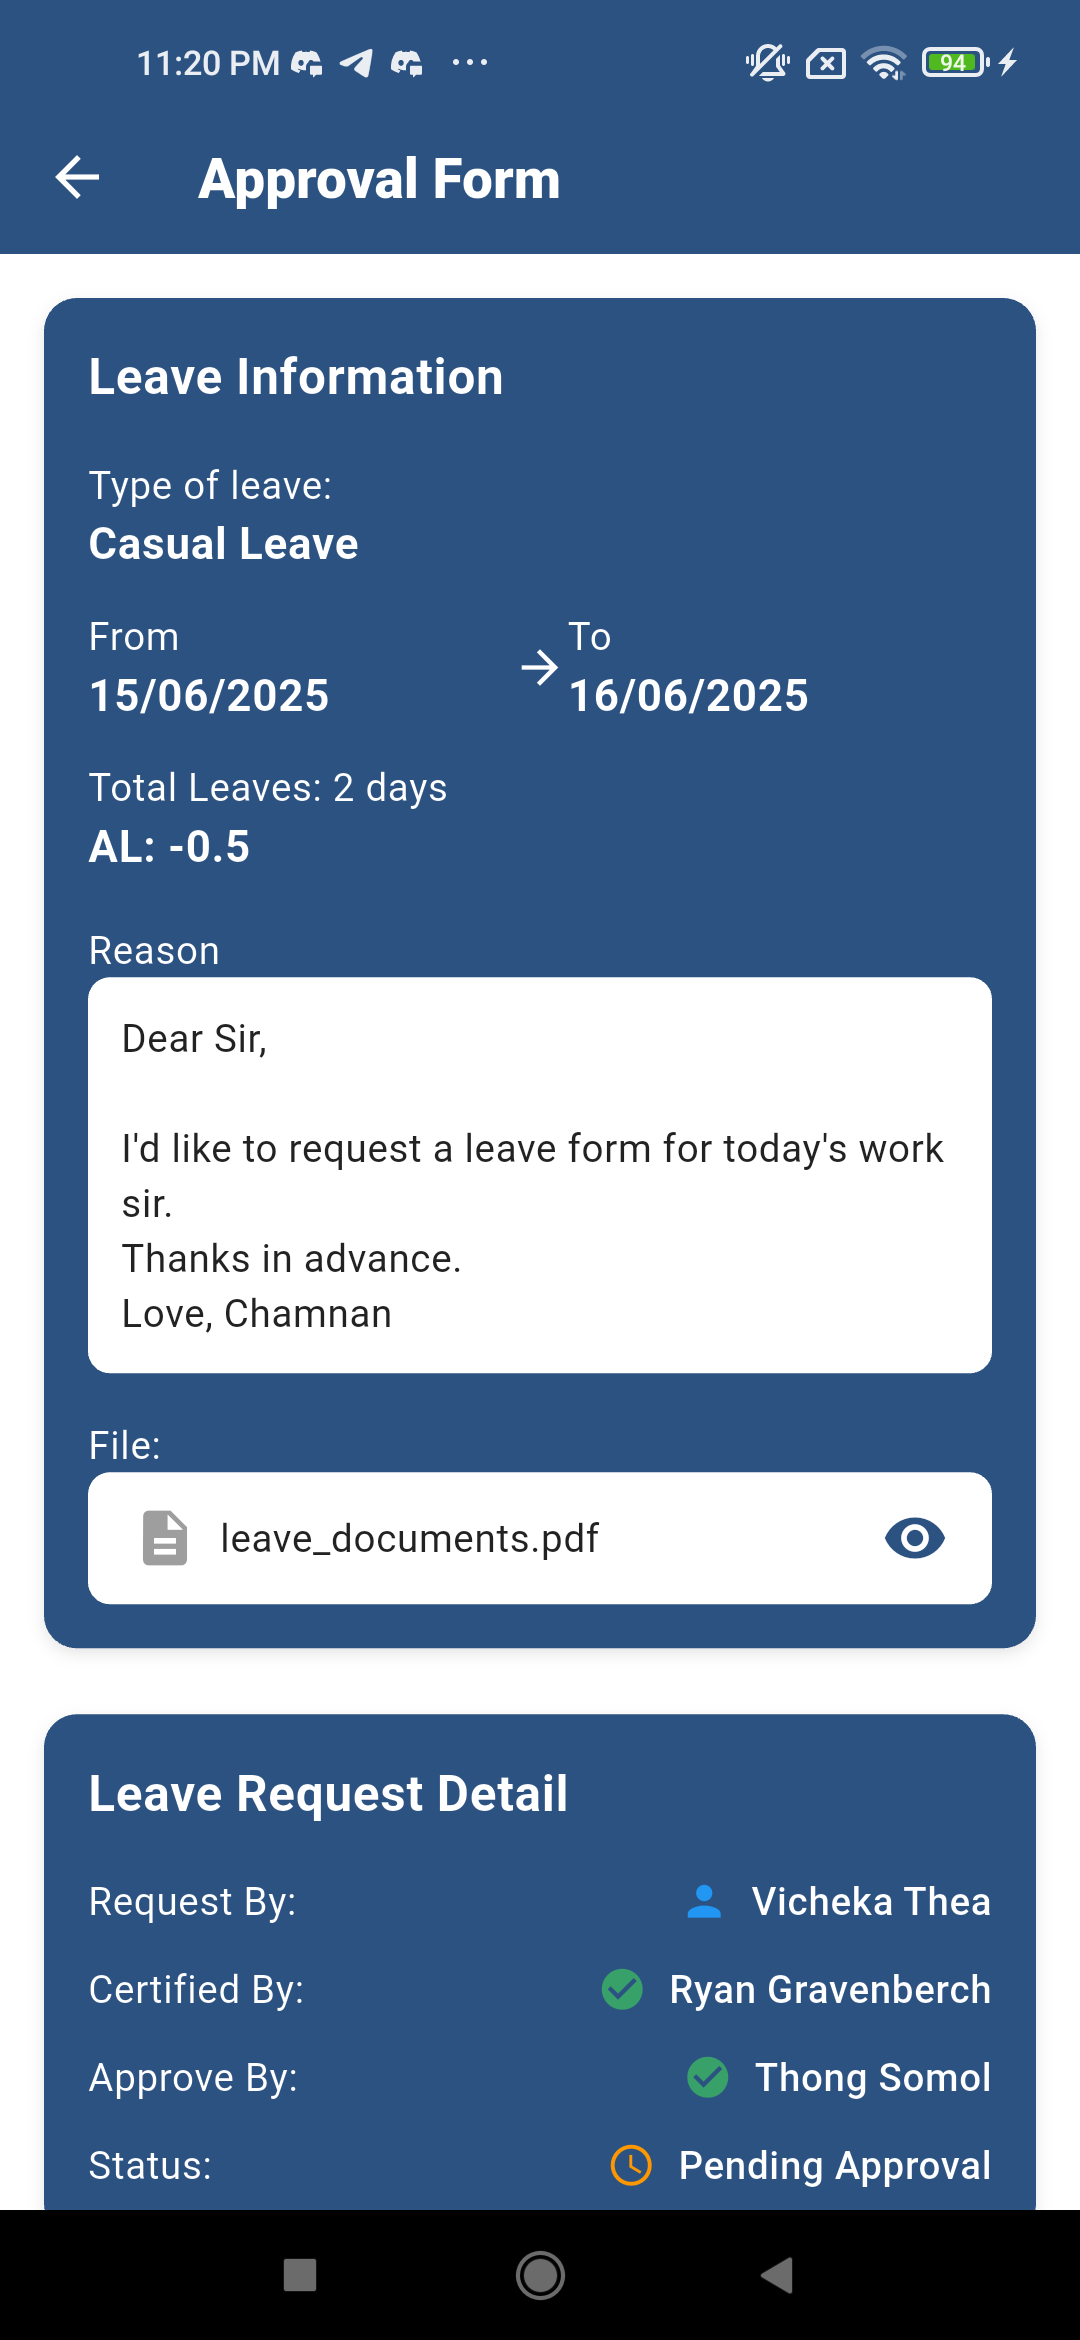 11:20 PM
94
Approval Form
Leave Information
Type of leave:
Casual Leave
From
To
15/06/2025
16/06/2025
Total Leaves: 2 days
AL: -0.5
Reason
Dear Sir,
I'd like to request a leave form for today's work
sir.
Thanks in advance.
Love, Chamnan
File:
leave_documents.pdf
Leave Request Detail
Request By: Vicheka Thea
Certified By: Ryan Gravenberch
Approve By: Thong Somol
Status: Pending Approval